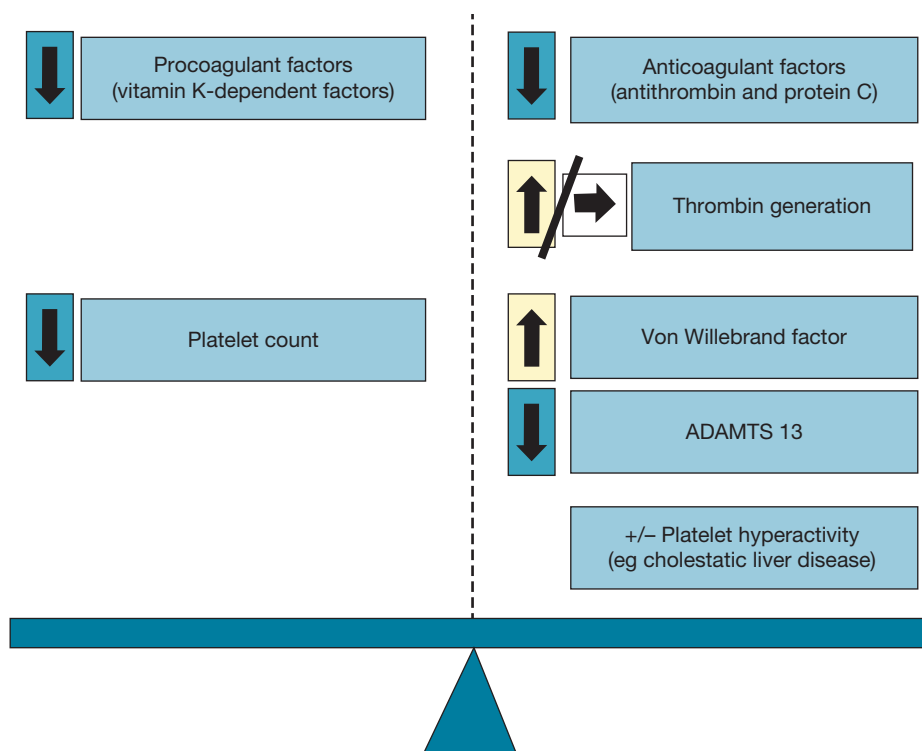 Procoagulant factors
(vitamin K-dependent factors)
Anticoagulant factors
(antithrombin and protein C)
Thrombin generation
Platelet count
Von Willebrand factor
ADAMTS 13
+/– Platelet hyperactivity
(eg cholestatic liver disease)